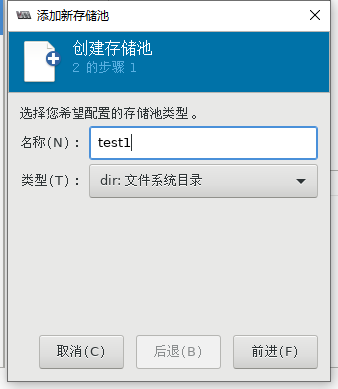 添加新存储池
创建存储池
2 的步骤 1
选择您希望配置的存储池类型。
名称(N)： test1
类型(T)： dir: 文件系统目录
取消(C) 后退(B) 前进(F)